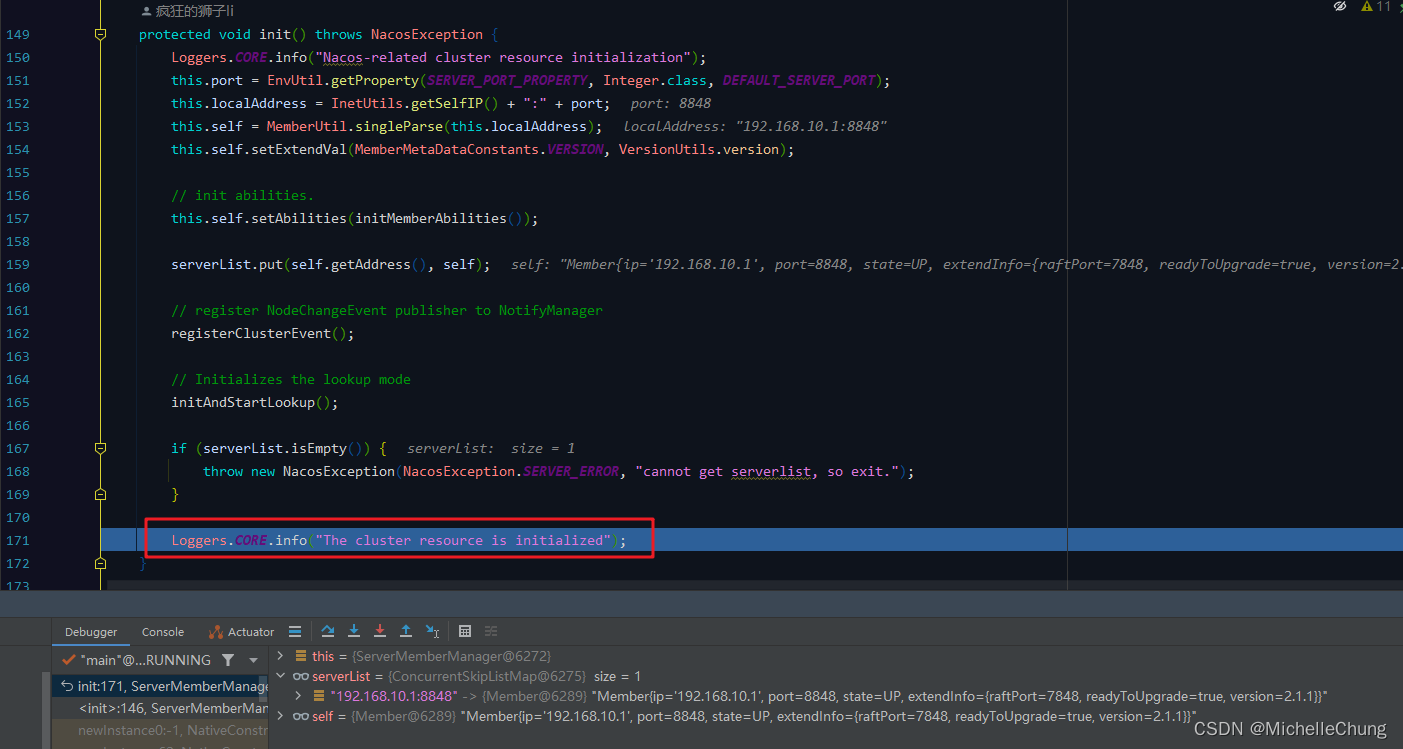 疯狂的狮子li
11
149 protected void init() throws NacosException {
150 Loggers.CORE.info("Nacos-related cluster resource initialization");
151 this.port = EnvUtil.getProperty(SERVER_PORT_PROPERTY, Integer.class, DEFAULT_SERVER_PORT);
152 this.localAddress = InetUtils.getSelfIP() + ":" + port; port: 8848
153 this.self = MemberUtil.singleParse(this.localAddress); localAddress: "192.168.10.1:8848"
154 this.self.setExtendVal(MemberMetaDataConstants.VERSION, VersionUtils.version);
155
156 // init abilities.
157 this.self.setAbilities(initMemberAbilities());
158
159 serverList.put(self.getAddress(), self); self: "Member{ip='192.168.10.1', port=8848, state=UP, extendInfo={raftPort=7848, readyToUpgrade=true, version=2.
160
161 // register NodeChangeEvent publisher to NotifyManager
162 registerClusterEvent();
163
164 // Initializes the lookup mode
165 initAndStartLookup();
166
167 if (serverList.isEmpty()) { serverList: size = 1
168 throw new NacosException(NacosException.SERVER_ERROR, "cannot get serverlist, so exit.");
169 }
170
171 Loggers.CORE.info("The cluster resource is initialized");
172 }
173
Debugger Console Actuator
"main"@...RUNNING
init:171, ServerMemberManage
<init>:146, ServerMemberMan
newInstance0:-1, NativeConstr
this = {ServerMemberManager@6272}
serverList = {ConcurrentSkipListMap@6275} size = 1
"192.168.10.1:8848" -> {Member@6289} "Member{ip='192.168.10.1', port=8848, state=UP, extendInfo={raftPort=7848, readyToUpgrade=true, version=2.1.1}}"
self = {Member@6289} "Member{ip='192.168.10.1', port=8848, state=UP, extendInfo={raftPort=7848, readyToUpgrade=true, version=2.1.1}}"
CSDN @MichelleChung